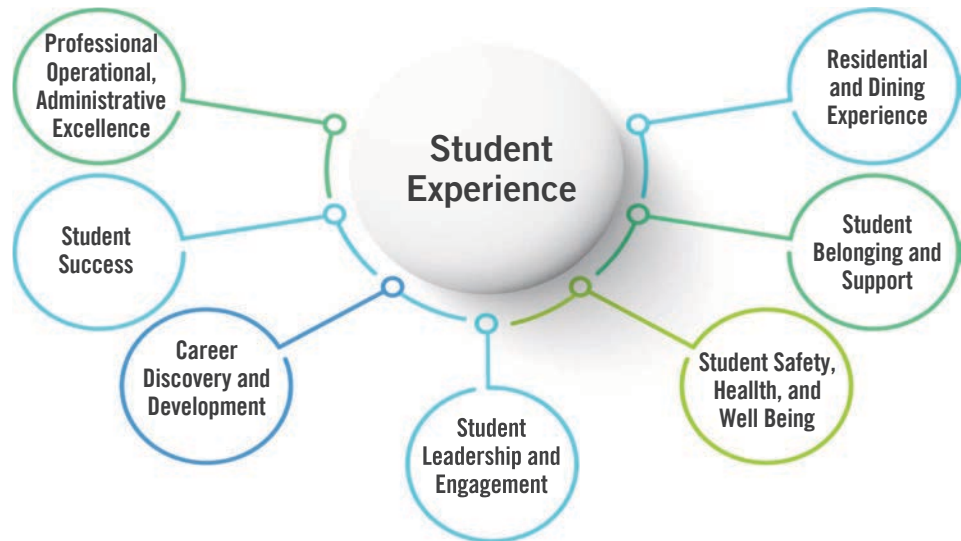 Student
Experience
Professional
Operational,
Administrative
Excellence
Student
Success
Career
Discovery and
Development
Student
Leadership and
Engagement
Student Safety,
Heallth, and
Well Being
Student
Belonging and
Support
Residential
and Dining
Experience